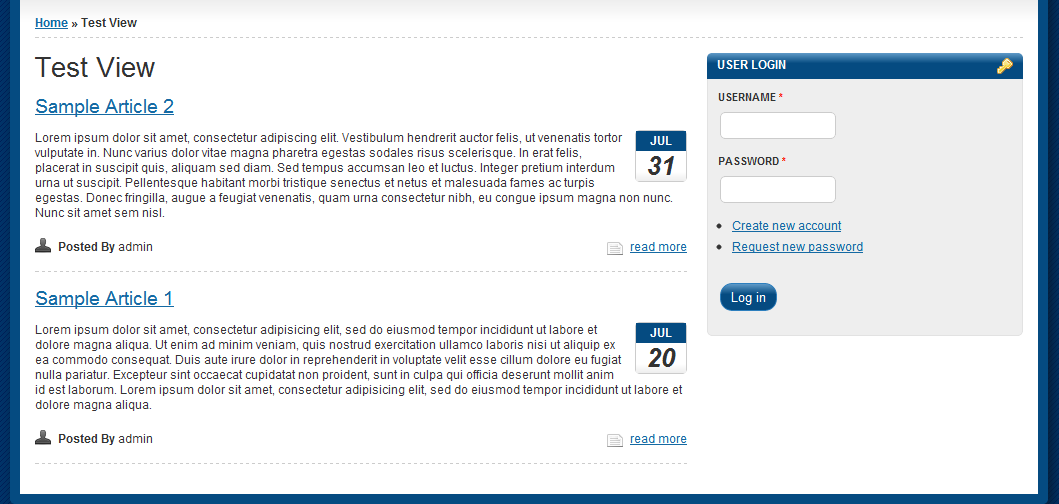 Home » Test View
Test View
Sample Article 2
Lorem ipsum dolor sit amet, consectetur adipiscing elit. Vestibulum hendrerit auctor felis, ut venenatis tortor
vulputate in. Nunc varius dolor vitae magna pharetra egestas sodales risus scelerisque. In erat felis,
placerat in suscipit quis, aliquam sed diam. Sed tempus accumsan leo et luctus. Integer pretium interdum
urna ut suscipit. Pellentesque habitant morbi tristique senectus et netus et malesuada fames ac turpis
egestas. Donec fringilla, augue a feugiat venenatis, quam urna consectetur nibh, eu congue ipsum magna non nunc.
Nunc sit amet sem nisl.
JUL
31
Posted By admin
read more
Sample Article 1
Lorem ipsum dolor sit amet, consectetur adipisicing elit, sed do eiusmod tempor incididunt ut labore et
dolore magna aliqua. Ut enim ad minim veniam, quis nostrud exercitation ullamco laboris nisi ut aliquip ex
ea commodo consequat. Duis aute irure dolor in reprehenderit in voluptate velit esse cillum dolore eu fugiat
nulla pariatur. Excepteur sint occaecat cupidatat non proident, sunt in culpa qui officia deserunt mollit anim
id est laborum. Lorem ipsum dolor sit amet, consectetur adipisicing elit, sed do eiusmod tempor incididunt ut labore et
dolore magna aliqua.
JUL
20
Posted By admin
read more
USER LOGIN
USERNAME *
PASSWORD *
Create new account
Request new password
Log in